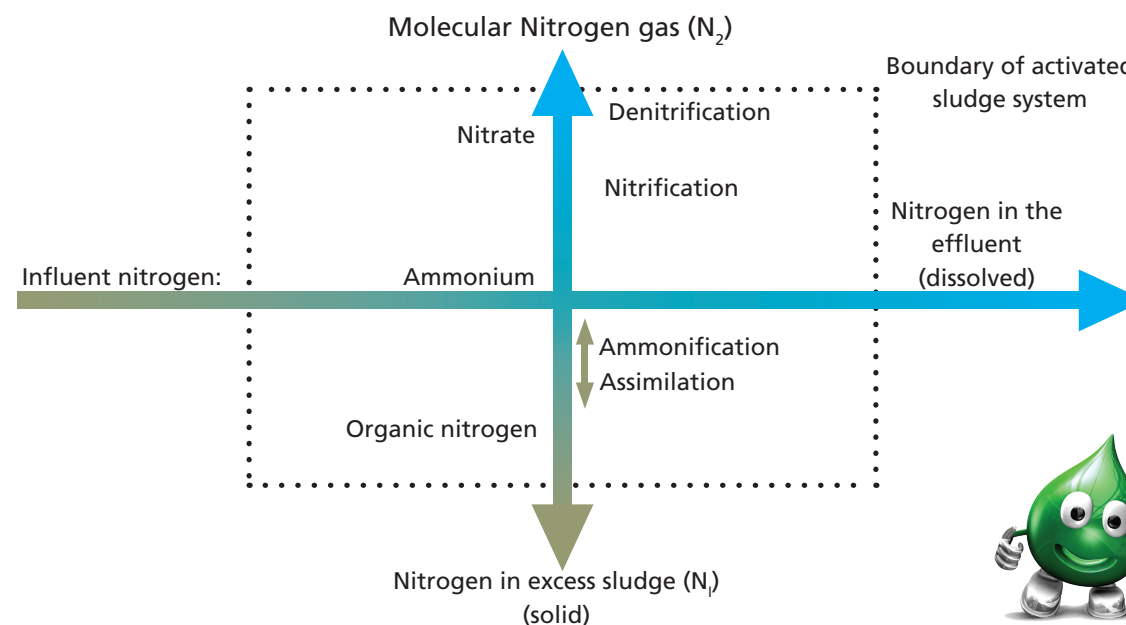 Molecular Nitrogen gas (N₂)
Boundary of activated
sludge system
Denitrification
Nitrate
Nitrification
Nitrogen in the
effluent
(dissolved)
Influent nitrogen:
Ammonium
Ammonification
Assimilation
Organic nitrogen
Nitrogen in excess sludge (Nₗ)
(solid)